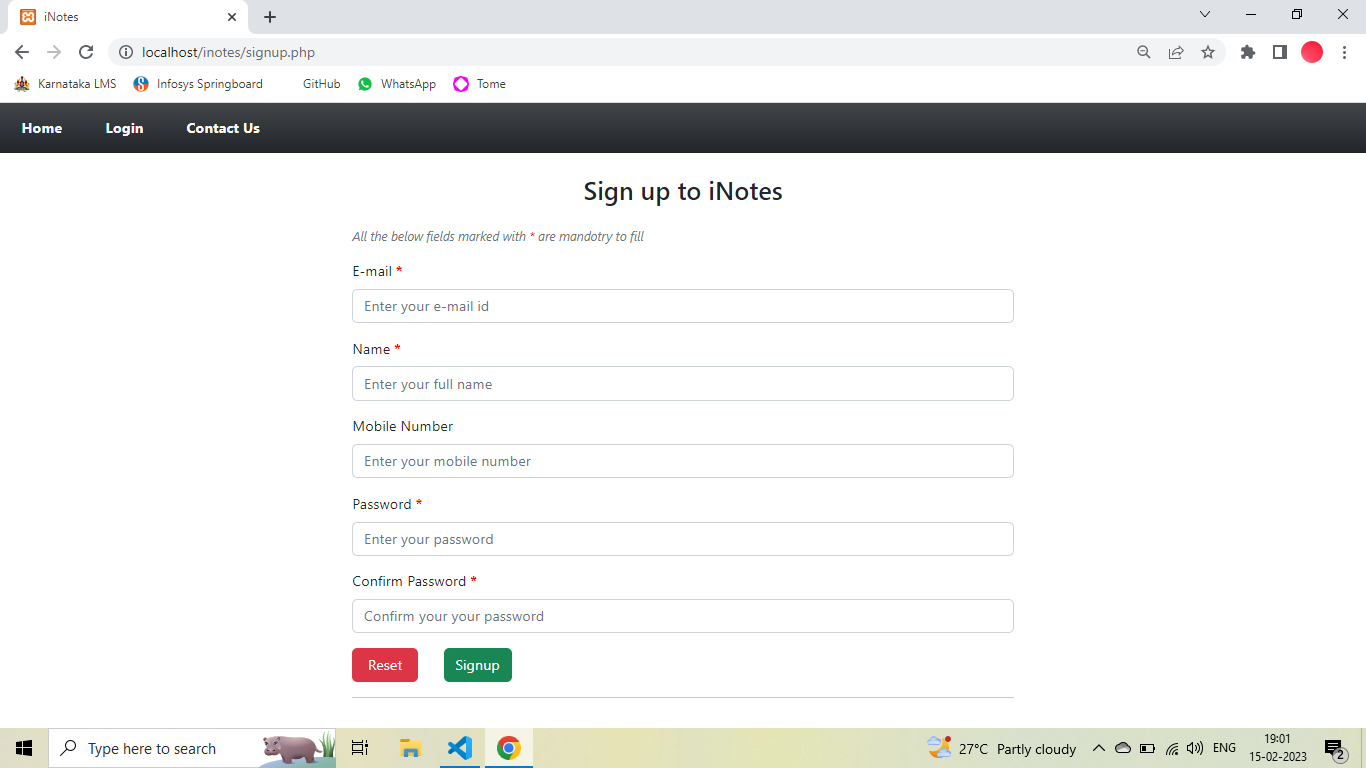 iNotes
localhost/inotes/signup.php
Karnataka LMS Infosys Springboard GitHub WhatsApp Tome
Home Login Contact Us
Sign up to iNotes
All the below fields marked with * are mandotry to fill
E-mail *
Enter your e-mail id
Name *
Enter your full name
Mobile Number
Enter your mobile number
Password *
Enter your password
Confirm Password *
Confirm your your password
Reset Signup
Type here to search 27°C Partly cloudy ENG 19:01
15-02-2023 2